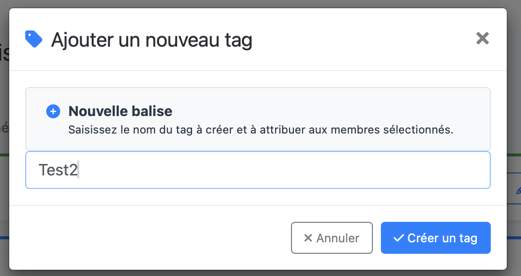 Ajouter un nouveau tag
Nouvelle balise
Saisissez le nom du tag à créer et à attribuer aux membres sélectionnés.
Test2
Annuler
Créer un tag